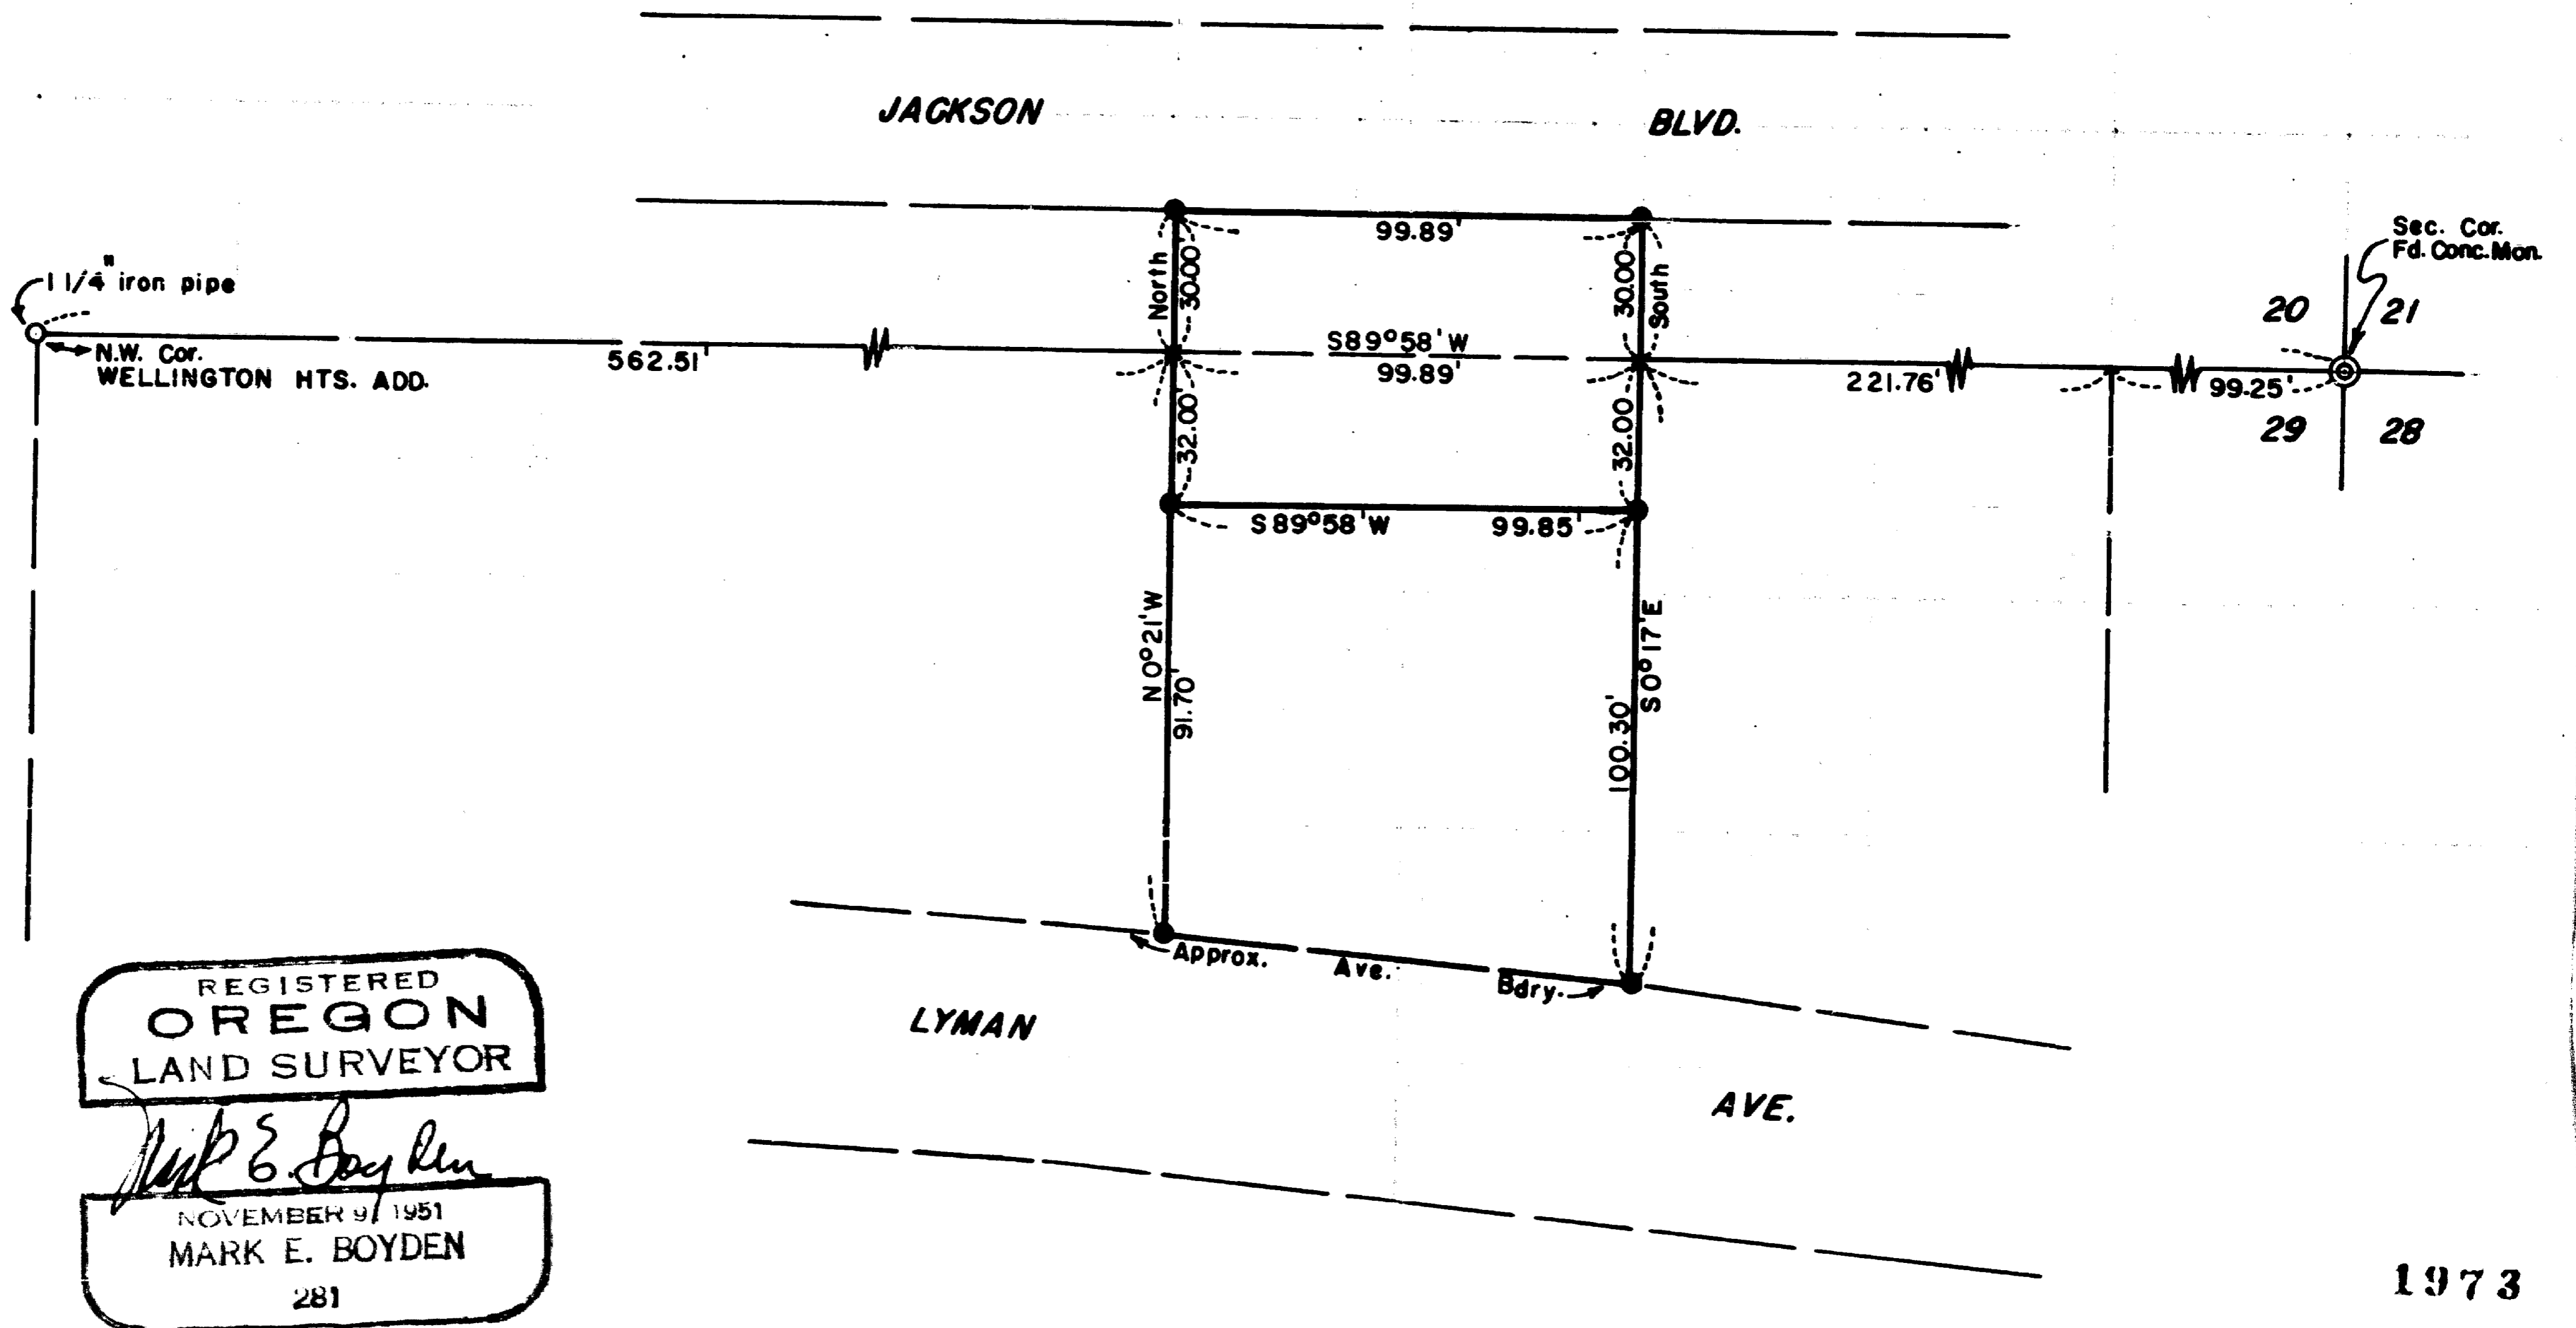 JACKSON BLVD.
99.89'
Sec. Cor.
Fd. Conc. Mon.
1 1/4" iron pipe
North
30.00'
30.00'
South
20
21
N.W. Cor.
WELLINGTON HTS. ADD.
562.51'
S89°58'W
99.89'
221.76'
99.25'
29
28
32.00'
32.00'
S89°58'W 99.85'
N0°21'W
91.70'
100.30'
S0°17'E
Approx. Ave. Bdry.
LYMAN AVE.
REGISTERED
OREGON
LAND SURVEYOR
Mark E. Boyden
NOVEMBER 9, 1951
MARK E. BOYDEN
281
1973